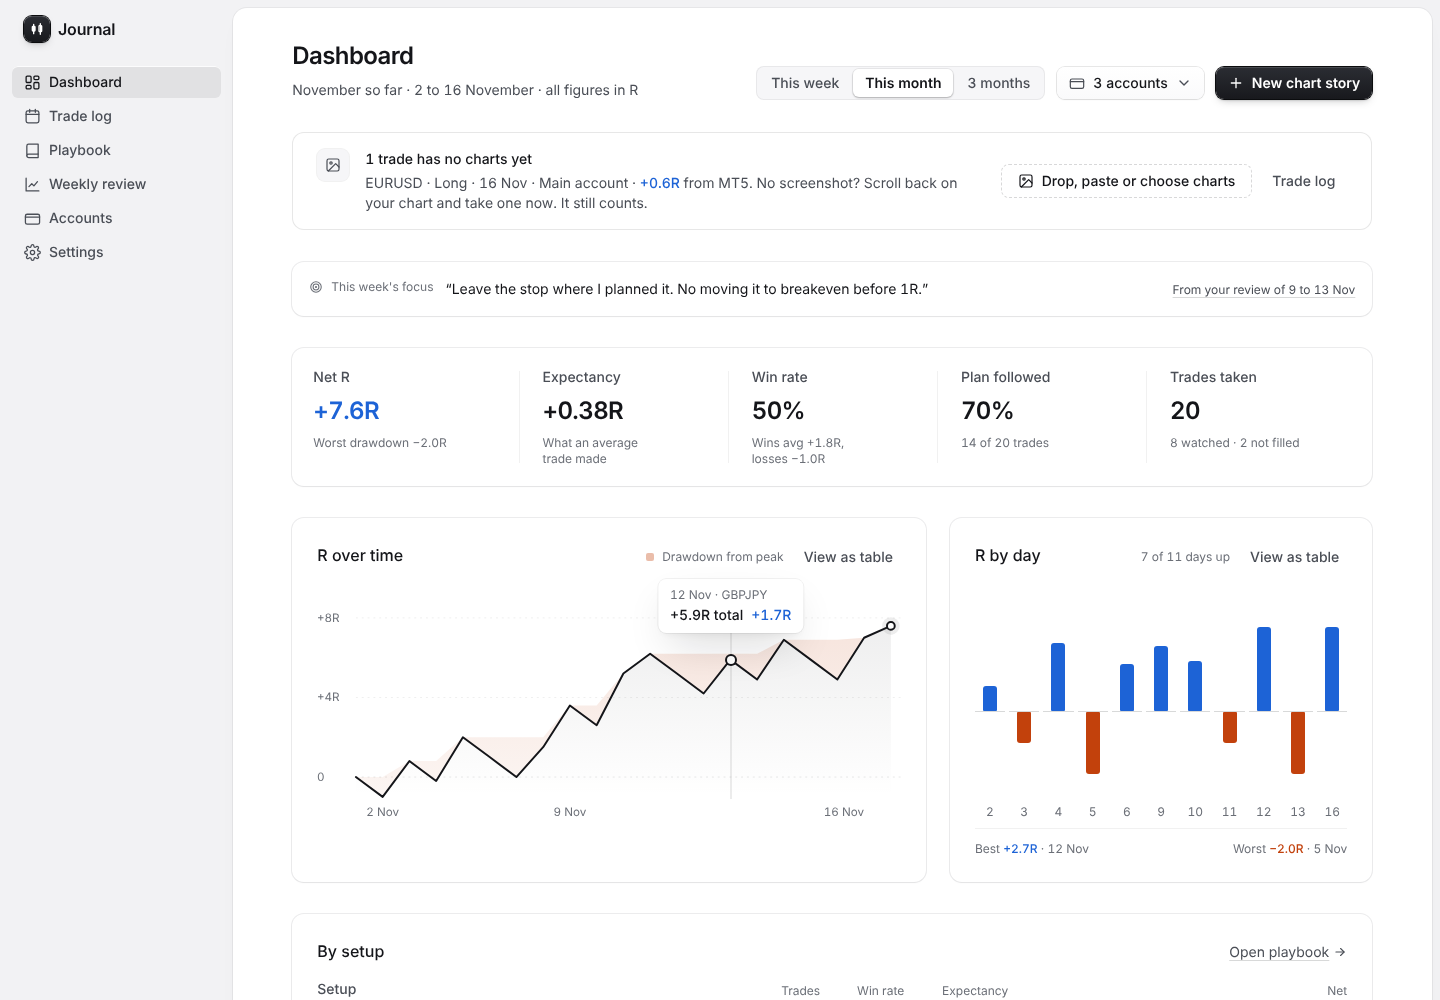 Journal
Dashboard
Trade log
Playbook
Weekly review
Accounts
Settings
Dashboard
November so far · 2 to 16 November · all figures in R
This week
This month
3 months
3 accounts
New chart story
1 trade has no charts yet
EURUSD · Long · 16 Nov · Main account · +0.6R from MT5. No screenshot? Scroll back on
your chart and take one now. It still counts.
Drop, paste or choose charts
Trade log
This week's focus
“Leave the stop where I planned it. No moving it to breakeven before 1R.”
From your review of 9 to 13 Nov
Net R
+7.6R
Worst drawdown −2.0R
Expectancy
+0.38R
What an average
trade made
Win rate
50%
Wins avg +1.8R,
losses −1.0R
Plan followed
70%
14 of 20 trades
Trades taken
20
8 watched · 2 not filled
R over time
Drawdown from peak
View as table
12 Nov · GBPJPY
+5.9R total +1.7R
+8R
+4R
0
2 Nov
9 Nov
16 Nov
R by day
7 of 11 days up
View as table
2 3 4 5 6 9 10 11 12 13 16
Best +2.7R · 12 Nov
Worst −2.0R · 5 Nov
By setup
Open playbook →
Setup
Trades
Win rate
Expectancy
Net